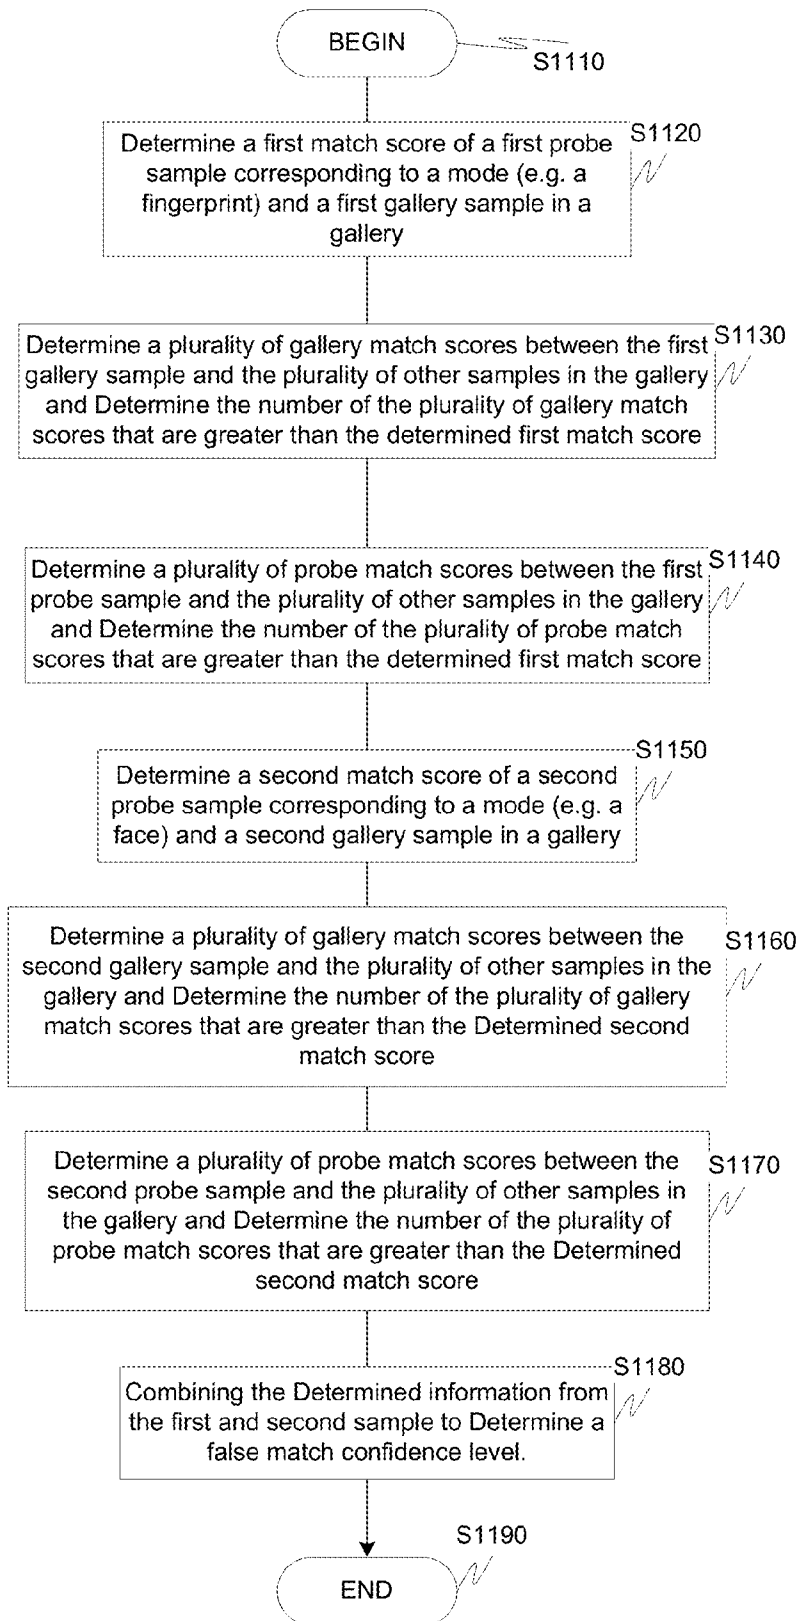 BEGIN
S1110
S1120
Determine a first match score of a first probe
sample corresponding to a mode (e.g. a
fingerprint) and a first gallery sample in a
gallery
S1130
Determine a plurality of gallery match scores between the first
gallery sample and the plurality of other samples in the gallery
and Determine the number of the plurality of gallery match
scores that are greater than the determined first match score
S1140
Determine a plurality of probe match scores between the first
probe sample and the plurality of other samples in the gallery
and Determine the number of the plurality of probe match
scores that are greater than the determined first match score
S1150
Determine a second match score of a second
probe sample corresponding to a mode (e.g. a
face) and a second gallery sample in a gallery
S1160
Determine a plurality of gallery match scores between the
second gallery sample and the plurality of other samples in the
gallery and Determine the number of the plurality of gallery
match scores that are greater than the Determined second
match score
S1170
Determine a plurality of probe match scores between the
second probe sample and the plurality of other samples in
the gallery and Determine the number of the plurality of
probe match scores that are greater than the Determined
second match score
S1180
Combining the Determined information from
the first and second sample to Determine a
false match confidence level.
S1190
END